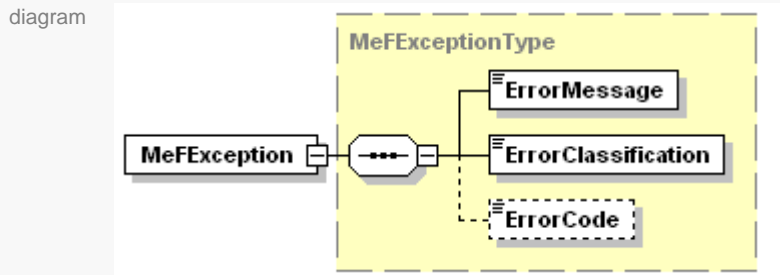 diagram
MeFExceptionType
ErrorMessage
MeFException
ErrorClassification
ErrorCode